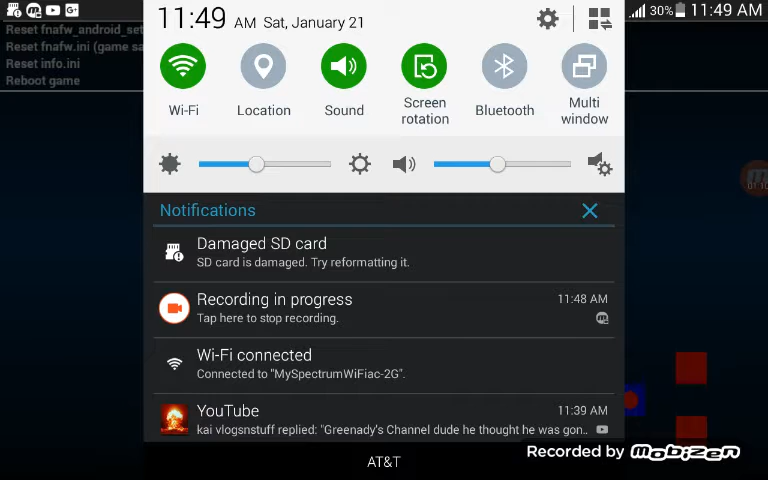 11:49 AM Sat, January 21
30% 11:49 AM
Reset fnafw_android_set
Reset fnafw.ini (game sa
Reset info.ini
Reboot game
Wi-Fi
Location
Sound
Screen rotation
Bluetooth
Multi window
Notifications
Damaged SD card
SD card is damaged. Try reformatting it.
Recording in progress 11:48 AM
Tap here to stop recording.
Wi-Fi connected
Connected to "MySpectrumWiFiac-2G".
YouTube 11:39 AM
kai vlogsnstuff replied: "Greenady's Channel dude he thought he was gon..
AT&T
Recorded by Mobizen